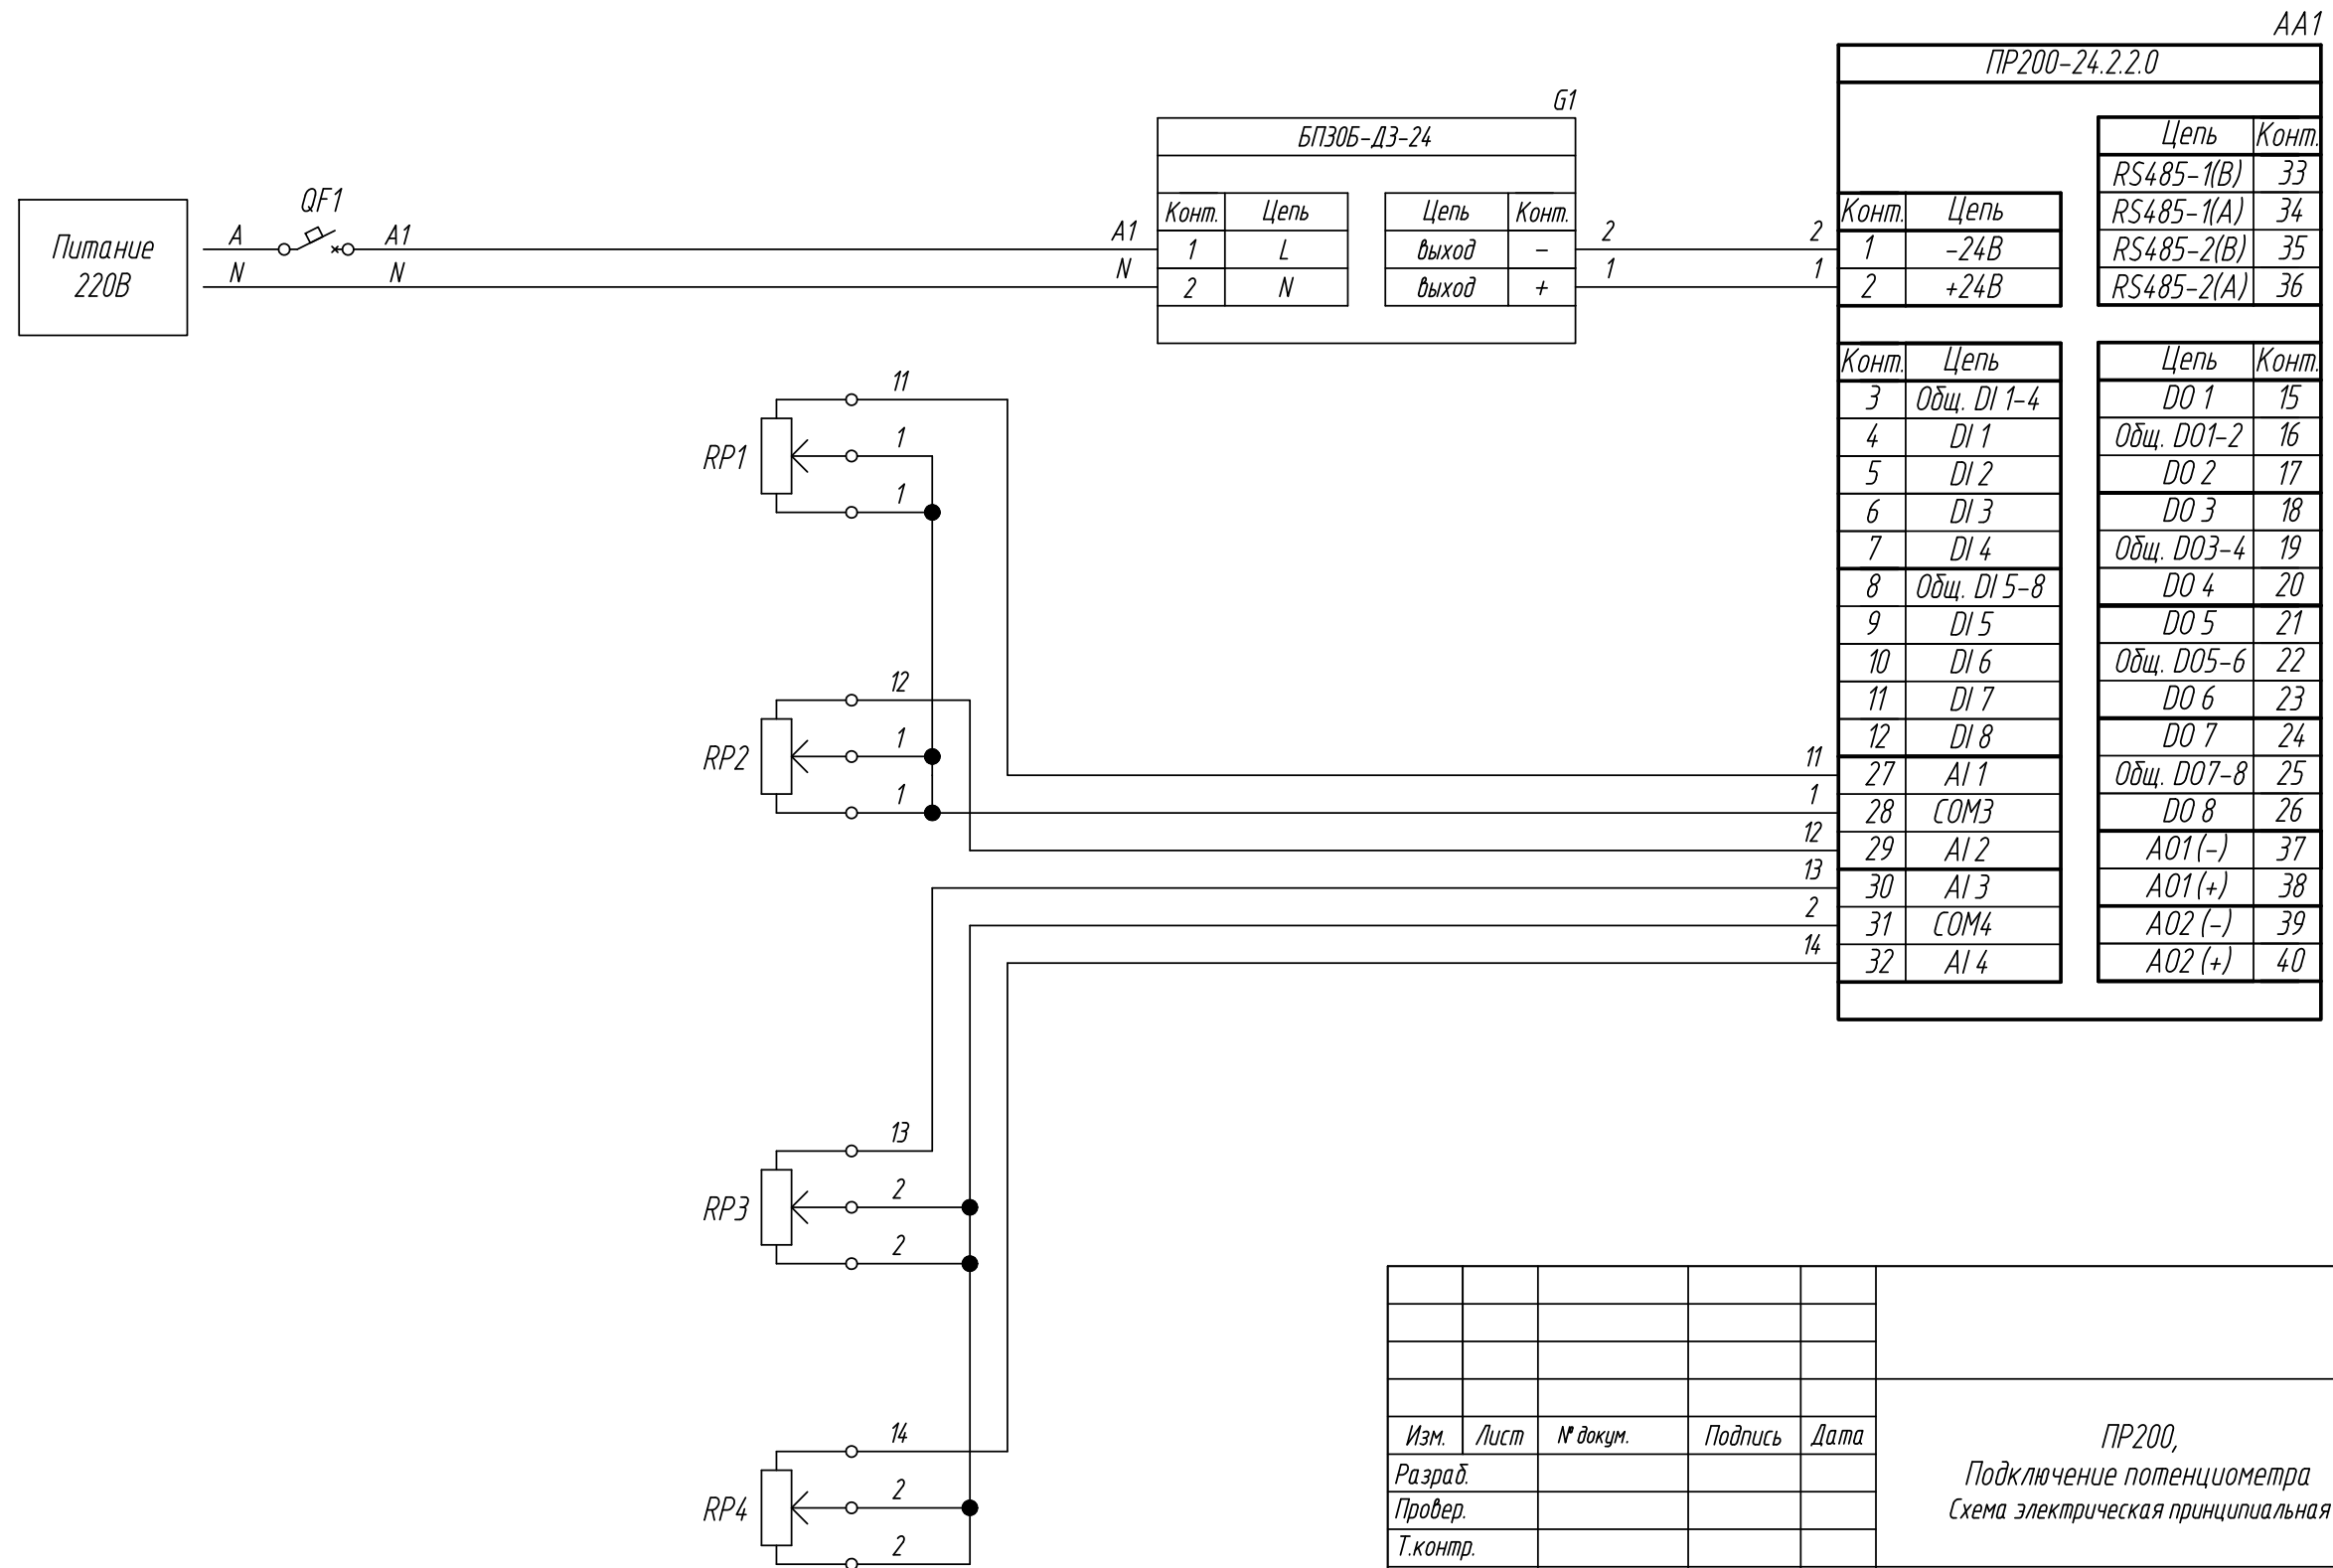 AA1
ПР200-24.2.2.0
G1
БП30Б-Д3-24
Цепь Конт.
RS485-1(B) 33
RS485-1(A) 34
RS485-2(B) 35
RS485-2(A) 36
Питание
220В
QF1
A
N
A1
N
A1
N
Конт. Цепь
1 L
2 N
Цепь Конт.
выход -
выход +
2
1
2
1
Конт. Цепь
1 -24В
2 +24В
Конт. Цепь
3 Общ. DI 1-4
4 DI 1
5 DI 2
6 DI 3
7 DI 4
8 Общ. DI 5-8
9 DI 5
10 DI 6
11 DI 7
12 DI 8
27 AI 1
28 COM3
29 AI 2
30 AI 3
31 COM4
32 AI 4
Цепь Конт.
DO 1 15
Общ. DO1-2 16
DO 2 17
DO 3 18
Общ. DO3-4 19
DO 4 20
DO 5 21
Общ. DO5-6 22
DO 6 23
DO 7 24
Общ. DO7-8 25
DO 8 26
AO1 (-) 37
AO1 (+) 38
AO2 (-) 39
AO2 (+) 40
RP1
11
1
1
RP2
12
1
1
11
1
12
13
2
14
RP3
13
2
2
RP4
14
2
2
Изм. Лист № докум. Подпись Дата
Разраб.
Провер.
Т.контр.
ПР200,
Подключение потенциометра
Схема электрическая принципиальная